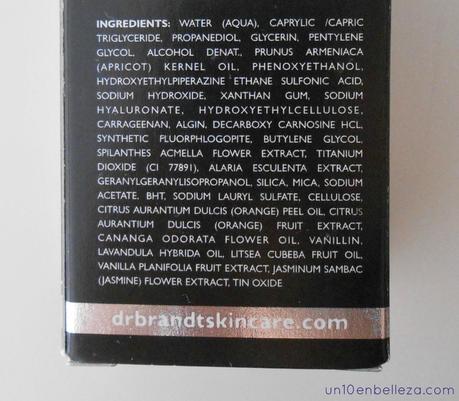 INGREDIENTS: WATER (AQUA), CAPRYLIC /CAPRIC
TRIGLYCERIDE, PROPANEDIOL, GLYCERIN, PENTYLENE
GLYCOL, ALCOHOL DENAT., PRUNUS ARMENIACA
(APRICOT) KERNEL OIL, PHENOXYETHANOL,
HYDROXYETHYLPIPERAZINE ETHANE SULFONIC ACID,
SODIUM HYDROXIDE, XANTHAN GUM, SODIUM
HYALURONATE, HYDROXYETHYLCELLULOSE,
CARRAGEENAN, ALGIN, DECARBOXY CARNOSINE HCL,
SYNTHETIC FLUORPHLOGOPITE, BUTYLENE GLYCOL,
SPILANTHES ACMELLA FLOWER EXTRACT, TITANIUM
DIOXIDE (CI 77891), ALARIA ESCULENTA EXTRACT,
GERANYLGERANYLISOPROPANOL, SILICA, MICA, SODIUM
ACETATE, BHT, SODIUM LAURYL SULFATE, CELLULOSE,
CITRUS AURANTIUM DULCIS (ORANGE) PEEL OIL, CITRUS
AURANTIUM DULCIS (ORANGE) FRUIT EXTRACT,
CANANGA ODORATA FLOWER OIL, VAÑILLIN,
LAVANDULA HYBRIDA OIL, LITSEA CUBEBA FRUIT OIL,
VANILLA PLANIFOLIA FRUIT EXTRACT, JASMINUM SAMBAC
(JASMINE) FLOWER EXTRACT, TIN OXIDE
drbrandtskincare.com
un10enbelleza.com